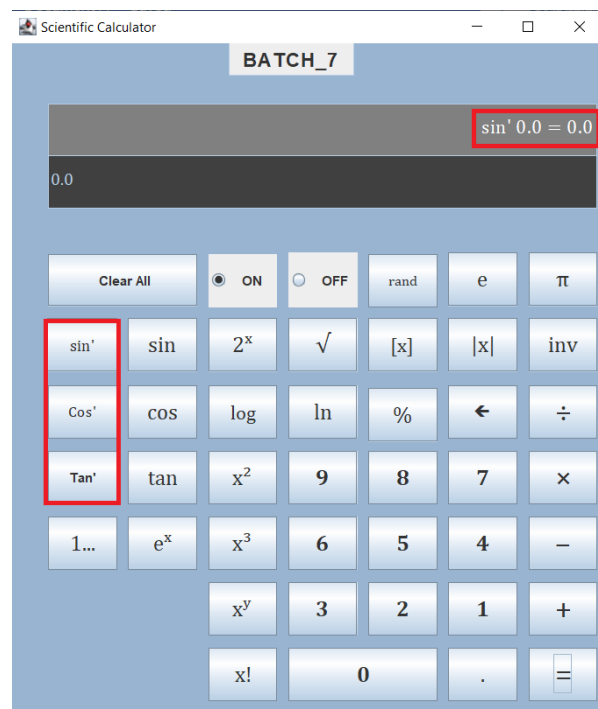 Scientific Calculator
BATCH_7
sin' 0.0 = 0.0
0.0
Clear All ON OFF rand e π
sin' sin 2ˣ √ [x] |x| inv
Cos' cos log ln % 🡰 ÷
Tan' tan x² 9 8 7 ×
1... eˣ x³ 6 5 4 −
xʸ 3 2 1 +
x! 0 . =